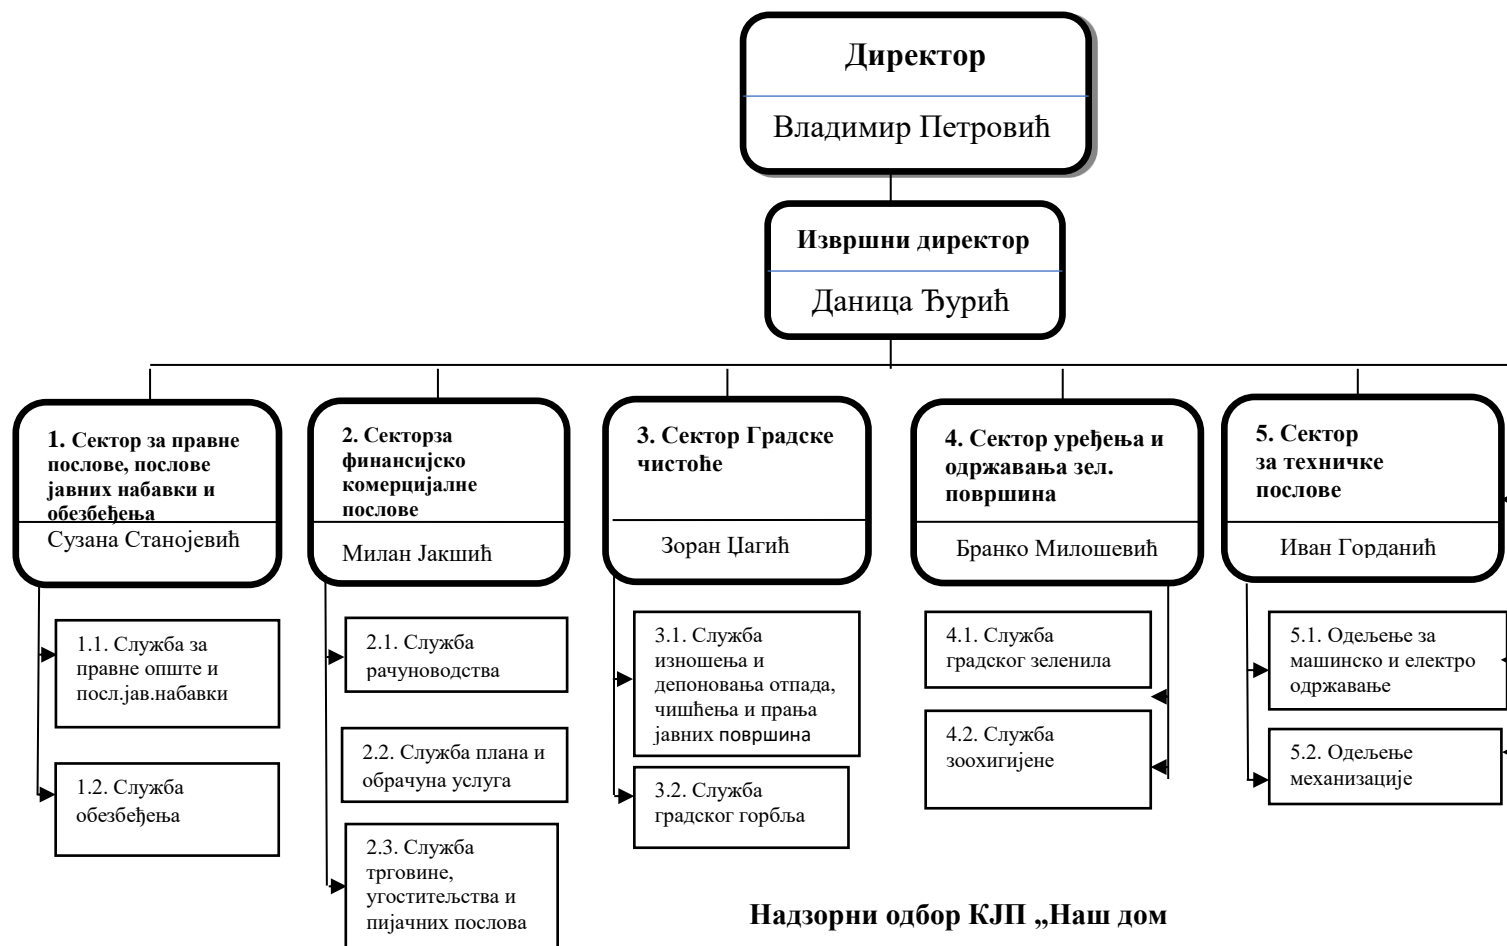 Директор
Владимир Петровић
Извршни директор
Даница Ђурић
1. Сектор за правне
послове, послове
јавних набавки и
обезбеђења
Сузана Станојевић
2. Секторза
финансијско
комерцијалне
послове
Милан Јакшић
3. Сектор Градске
чистоће
Зоран Џагић
4. Сектор уређења и
одржавања зел.
површина
Бранко Милошевић
5. Сектор
за техничке
послове
Иван Горданић
1.1. Служба за
правне опште и
посл.јав.набавки
1.2. Служба
обезбеђења
2.1. Служба
рачуноводства
2.2. Служба плана и
обрачуна услуга
2.3. Служба
трговине,
угоститељства и
пијачних послова
3.1. Служба
изношења и
депоновања отпада,
чишћења и прања
јавних површина
3.2. Служба
градског горбља
4.1. Служба
градског зеленила
4.2. Служба
зоохигијене
5.1. Одељење за
машинско и електро
одржавање
5.2. Одељење
механизације
Надзорни одбор КЈП „Наш дом